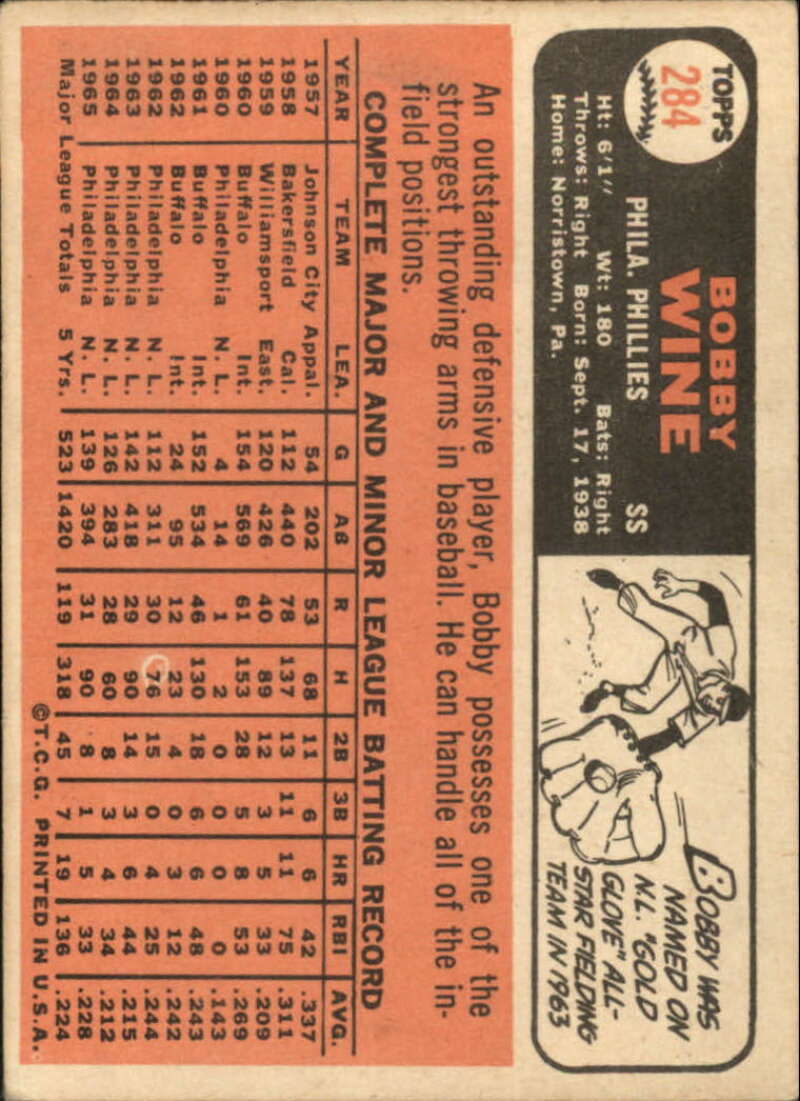 TOPPS
284
BOBBY
WINE
PHILA. PHILLIES SS
Ht: 6'1" Wt: 180 Bats: Right
Throws: Right Born: Sept. 17, 1938
Home: Norristown, Pa.
BOBBY WAS
NAMED ON
N.L. "GOLD
GLOVE" ALL-
STAR FIELDING
TEAM IN 1963
An outstanding defensive player, Bobby possesses one of the
strongest throwing arms in baseball. He can handle all of the in-
field positions.
COMPLETE MAJOR AND MINOR LEAGUE BATTING RECORD
YEAR TEAM LEA. G AB R H 2B 3B HR RBI AVG.
1957 Johnson City Appal. 54 202 53 68 11 6 6 42 .337
1958 Bakersfield Cal. 112 440 78 137 13 11 11 75 .311
1959 Williamsport East. 120 426 40 89 12 3 5 33 .209
1960 Buffalo Int. 154 569 61 153 28 5 8 53 .269
1960 Philadelphia N. L. 4 14 1 2 0 0 0 0 .143
1961 Buffalo Int. 152 534 46 130 18 6 6 48 .243
1962 Buffalo Int. 24 95 12 23 4 0 3 12 .242
1962 Philadelphia N. L. 112 311 30 76 15 0 4 25 .244
1963 Philadelphia N. L. 142 418 29 90 14 3 6 44 .215
1964 Philadelphia N. L. 126 283 28 60 8 3 4 34 .212
1965 Philadelphia N. L. 139 394 31 90 8 1 5 33 .228
Major League Totals 5 Yrs. 523 1420 119 318 45 7 19 136 .224
©T.C.G. PRINTED IN U.S.A.